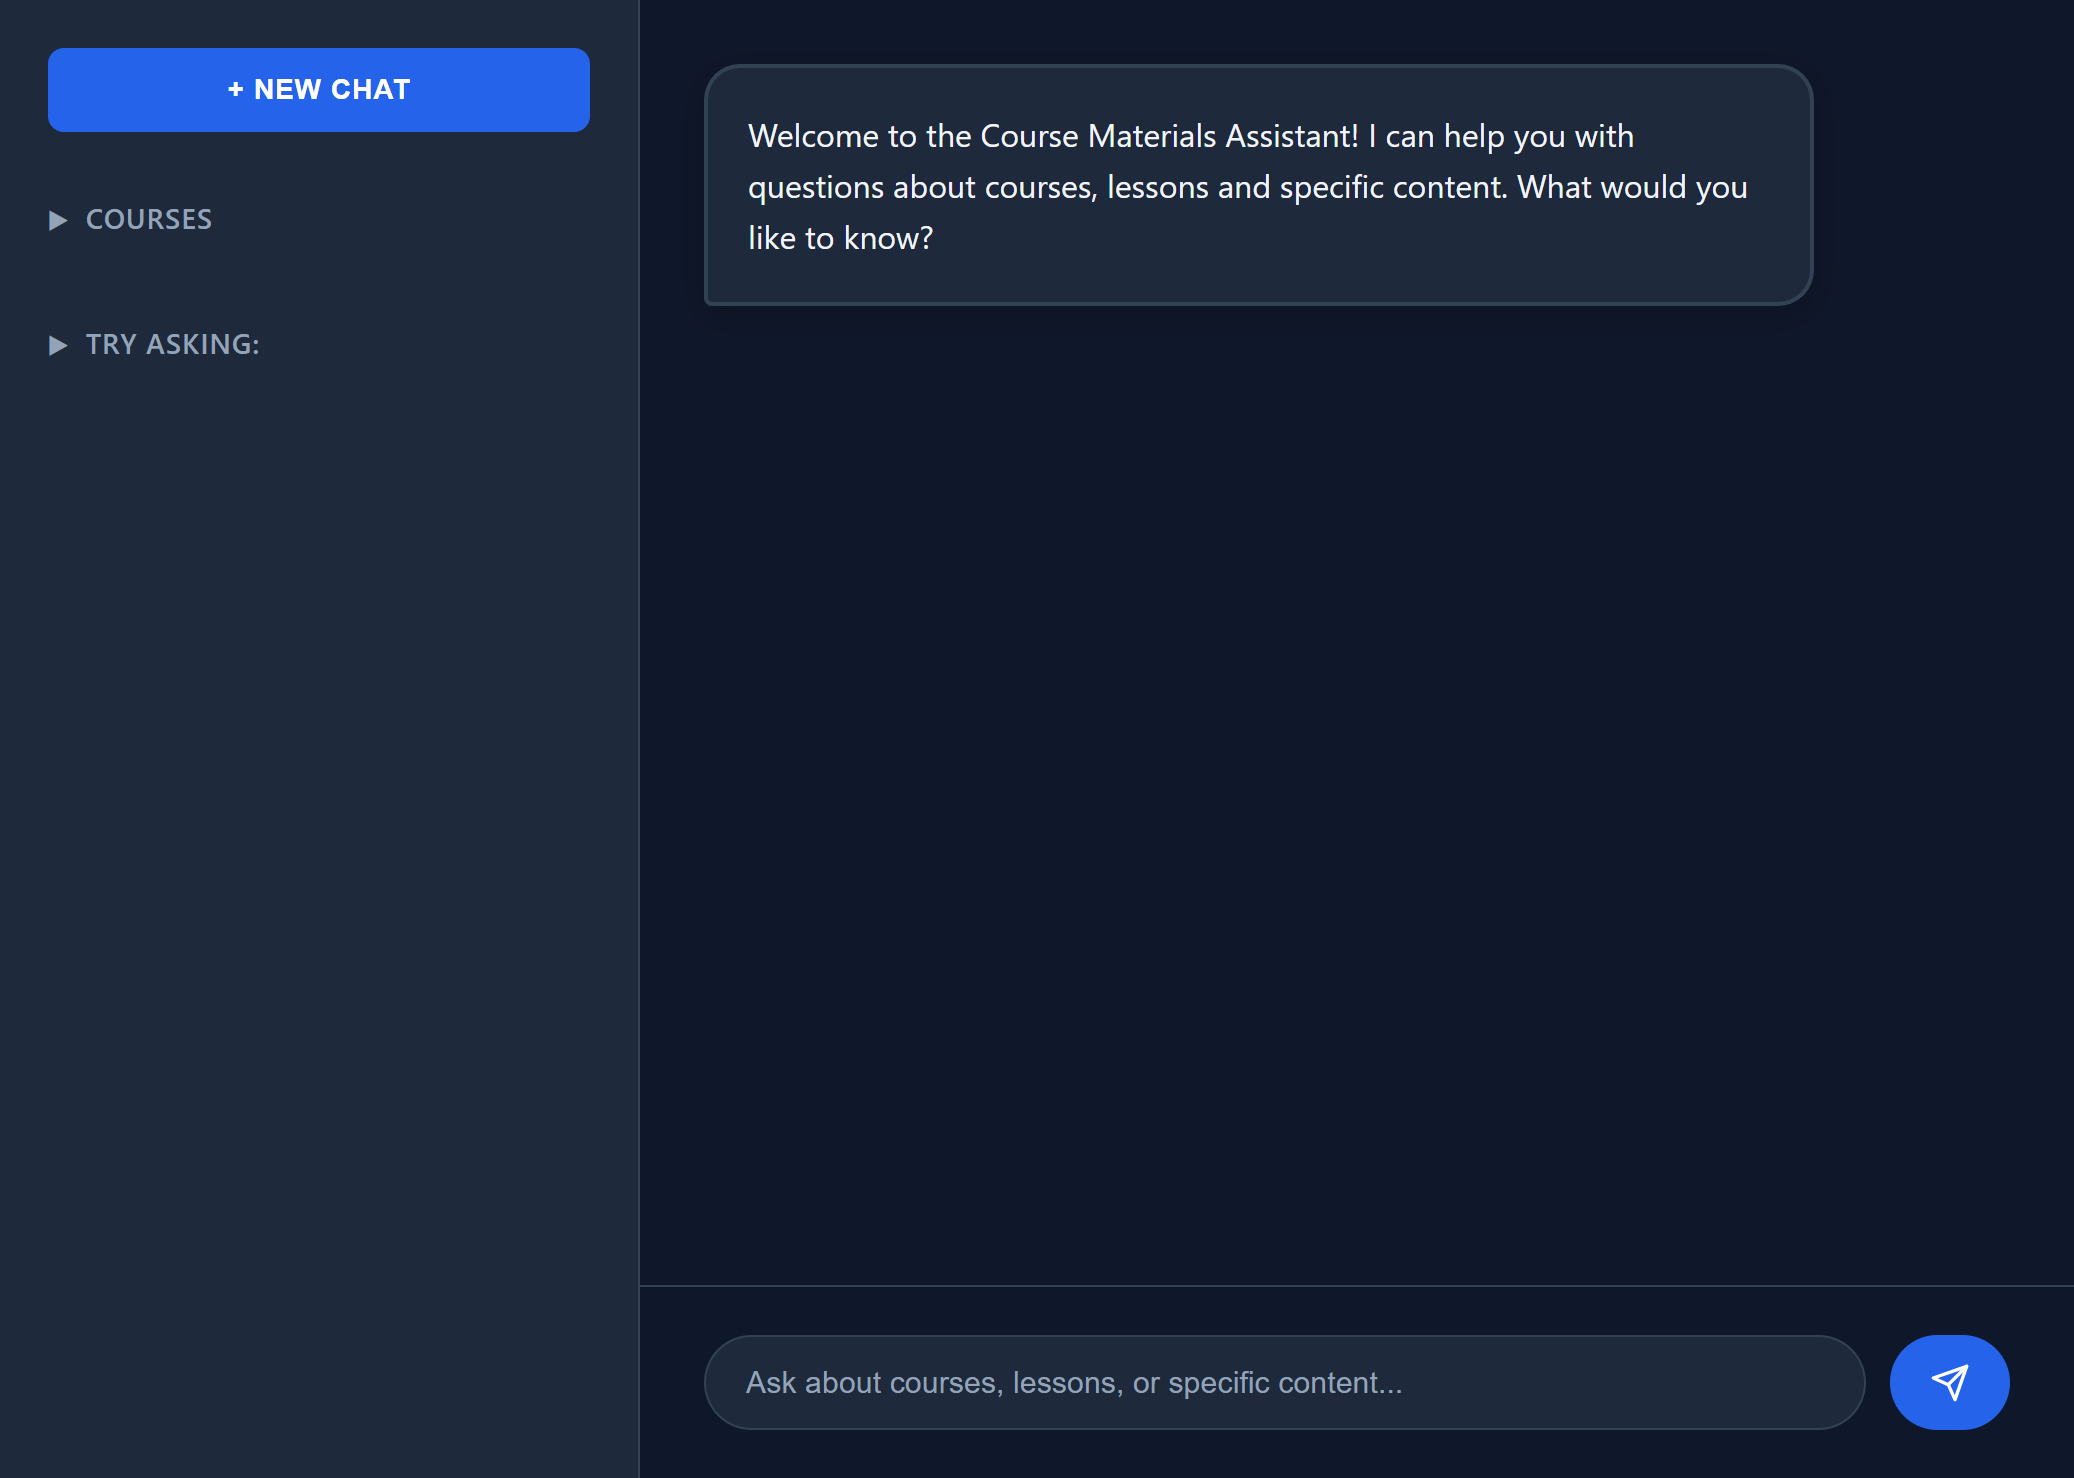 + NEW CHAT
COURSES
TRY ASKING:
Welcome to the Course Materials Assistant! I can help you with
questions about courses, lessons and specific content. What would you
like to know?
Ask about courses, lessons, or specific content...